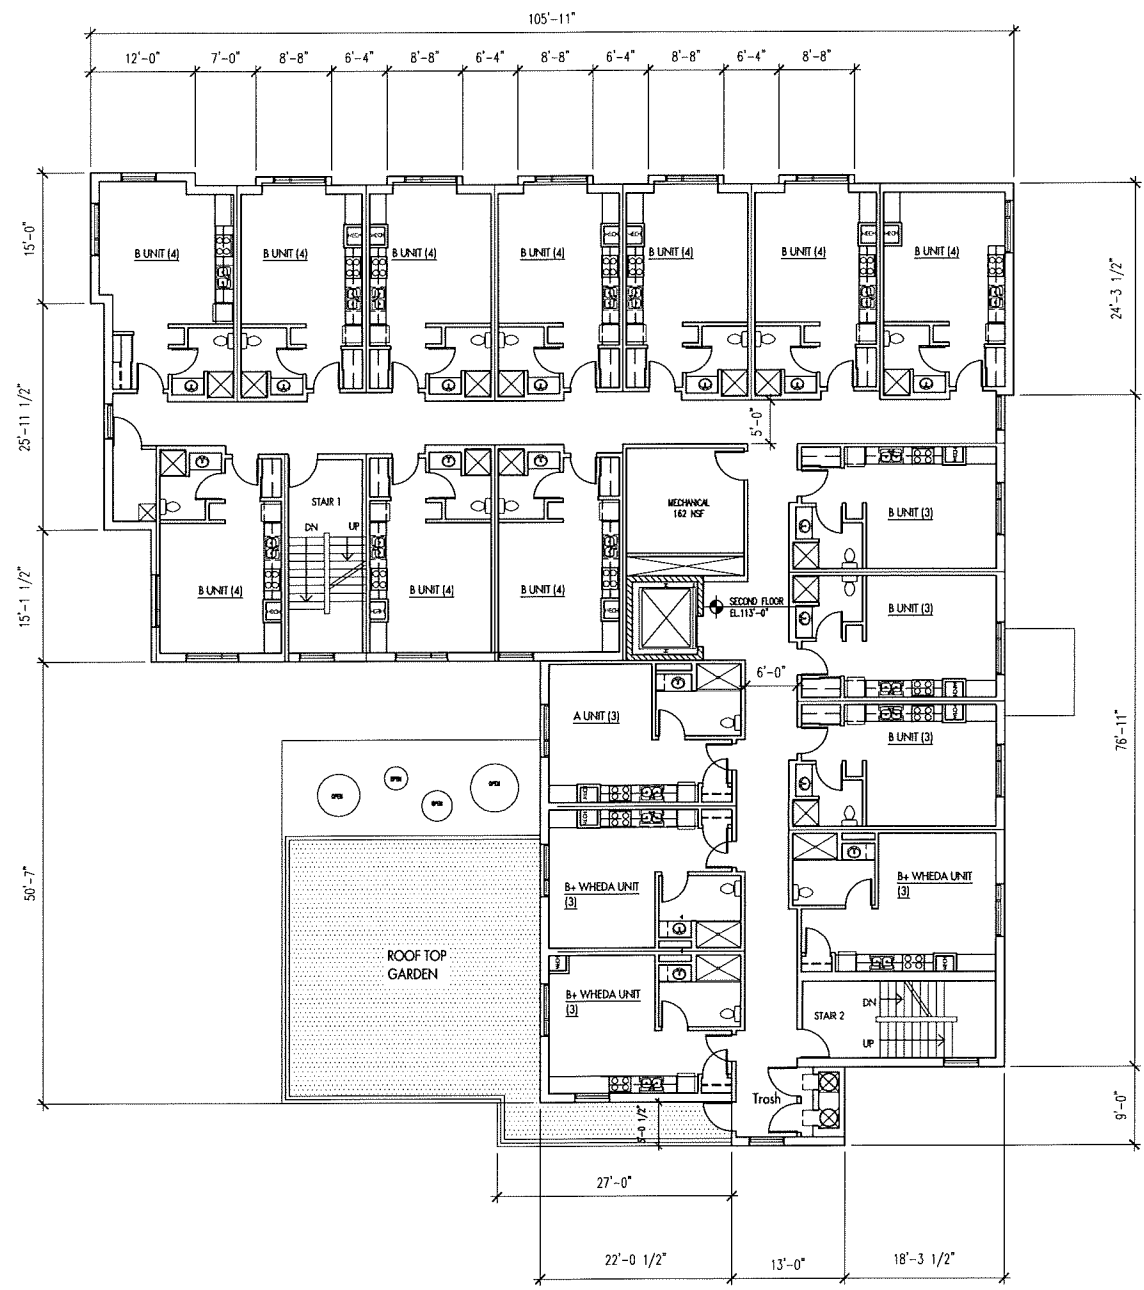 105'-11"
12'-0" 7'-0" 8'-8" 6'-4" 8'-8" 6'-4" 8'-8" 6'-4" 8'-8" 6'-4" 8'-8"
15'-0"
B UNIT (4) B UNIT (4) B UNIT (4) B UNIT (4) B UNIT (4) B UNIT (4) B UNIT (4)
24'-3 1/2"
25'-11 1/2"
5'-0"
STAIR 1
DN UP
MECHANICAL
162 NSF
B UNIT (3)
15'-1 1/2"
B UNIT (4) B UNIT (4) B UNIT (4)
SECOND FLOOR
EL.113'-0"
B UNIT (3)
6'-0"
A UNIT (3)
B UNIT (3)
76'-11"
OPEN OPEN OPEN OPEN
50'-7"
B+ WHEDA UNIT
(3)
B+ WHEDA UNIT
(3)
ROOF TOP
GARDEN
B+ WHEDA UNIT
(3)
DN
STAIR 2
UP
Trash
5'-0 1/2"
9'-0"
27'-0"
22'-0 1/2" 13'-0" 18'-3 1/2"